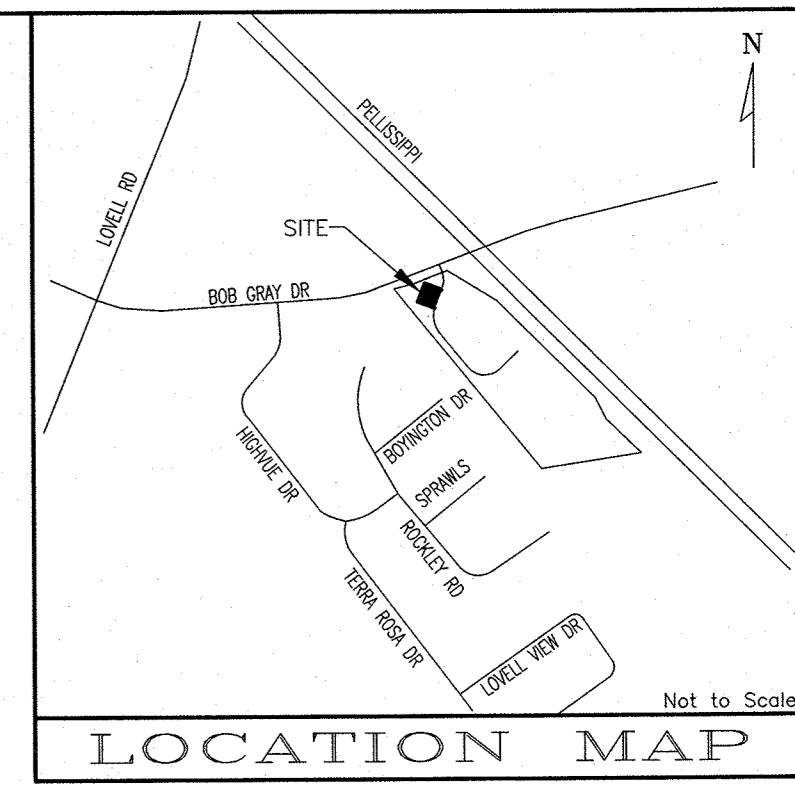 N
PELLISSIPPI
LOVELL RD
SITE
BOB GRAY DR
BOYINGTON DR
HIGHVUE DR
SPRAWLS
ROCKLEY RD
TERRA ROSA DR
LOVELL VIEW DR
Not to Scale
LOCATION MAP